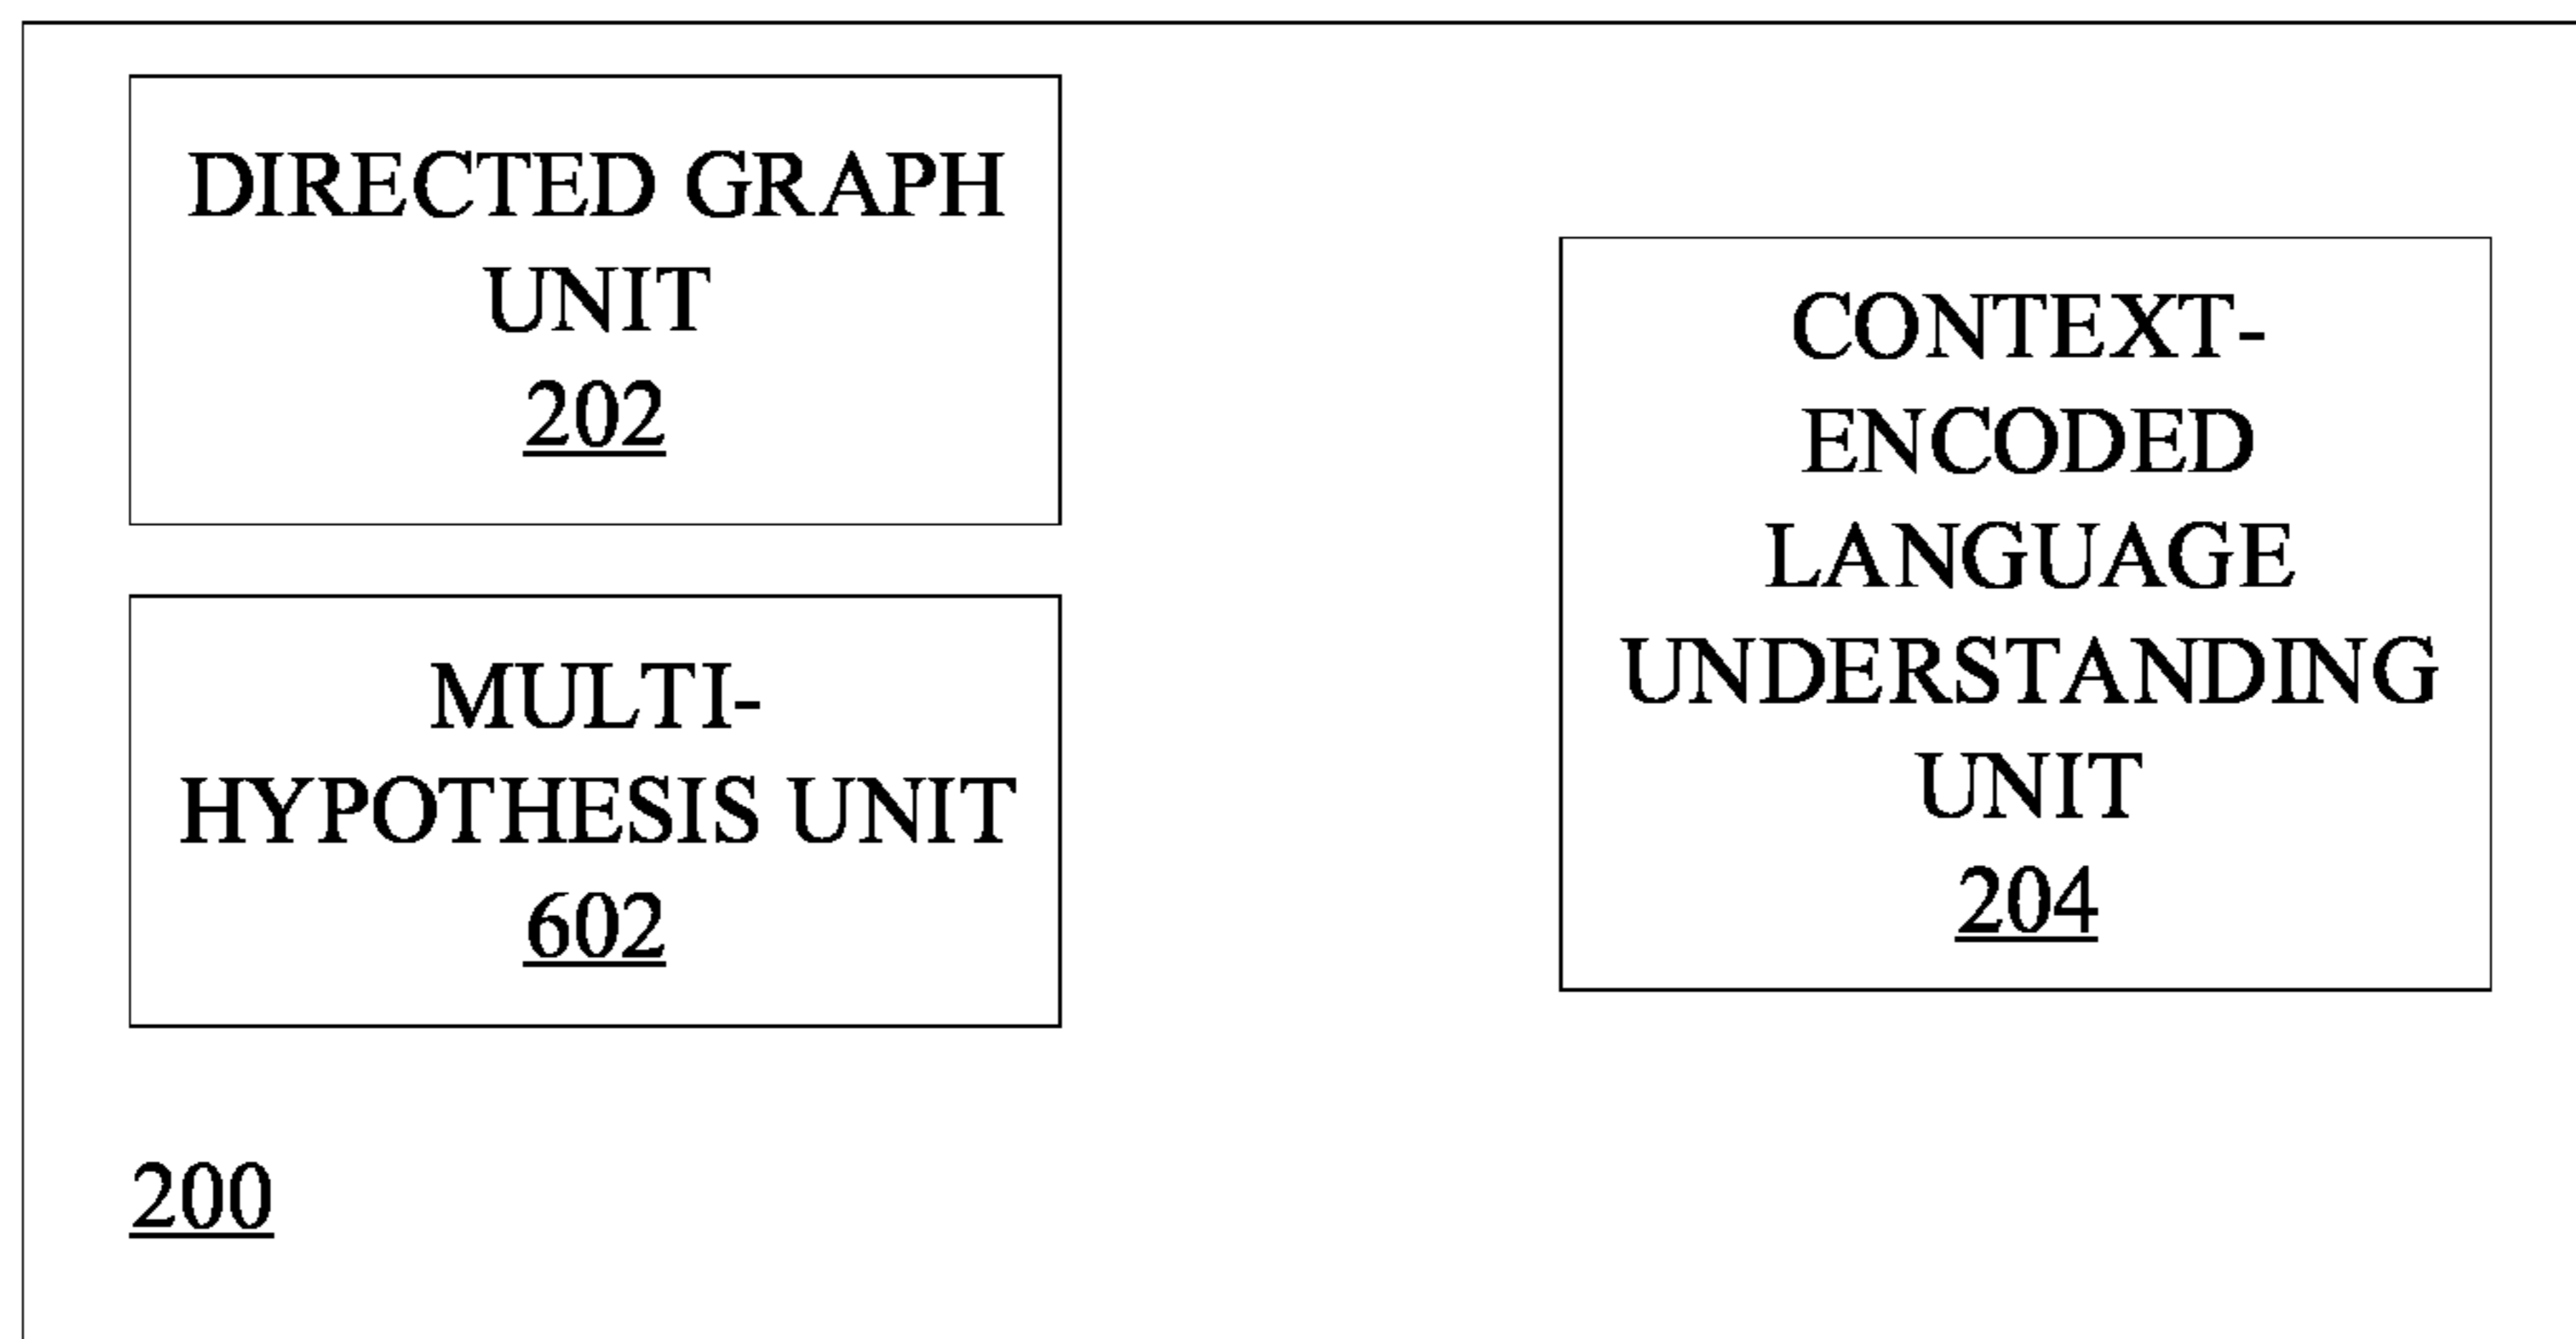 DIRECTED GRAPH
UNIT
202
MULTI-
HYPOTHESIS UNIT
602
CONTEXT-
ENCODED
LANGUAGE
UNDERSTANDING
UNIT
204
200